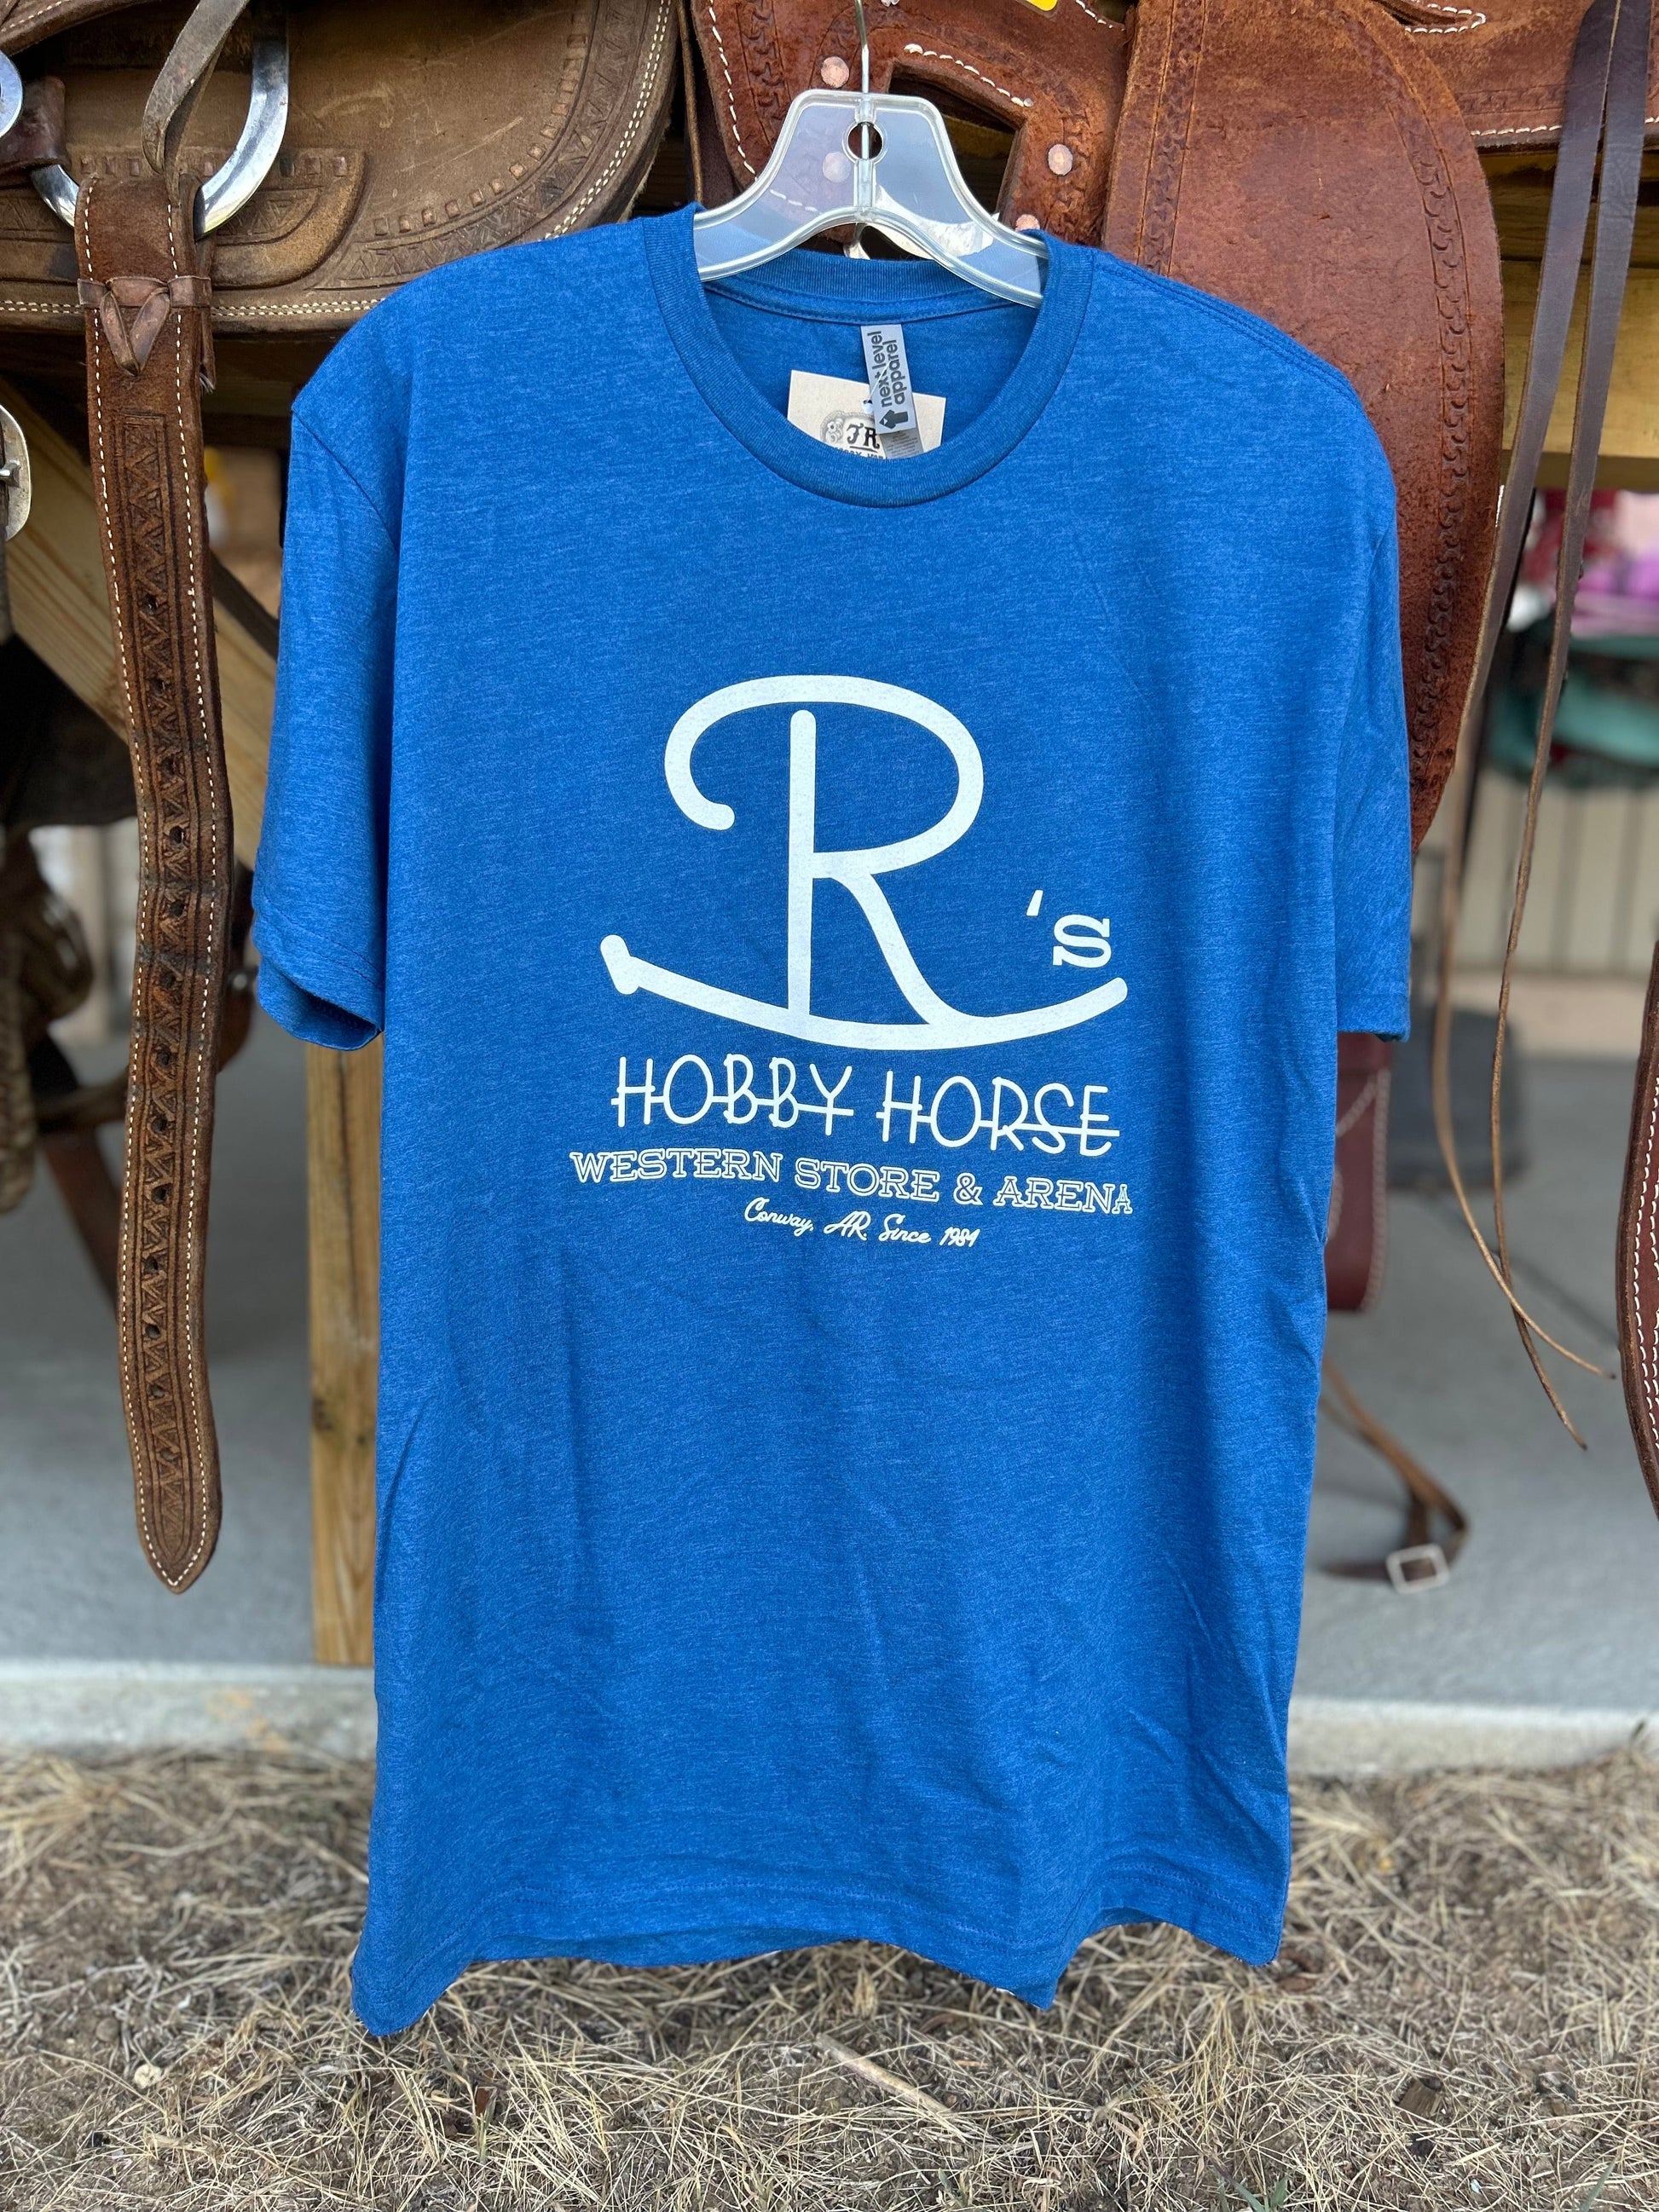 next level
apparel
R's
HOBBY HORSE
WESTERN STORE & ARENA
Conway, AR. Since 1984